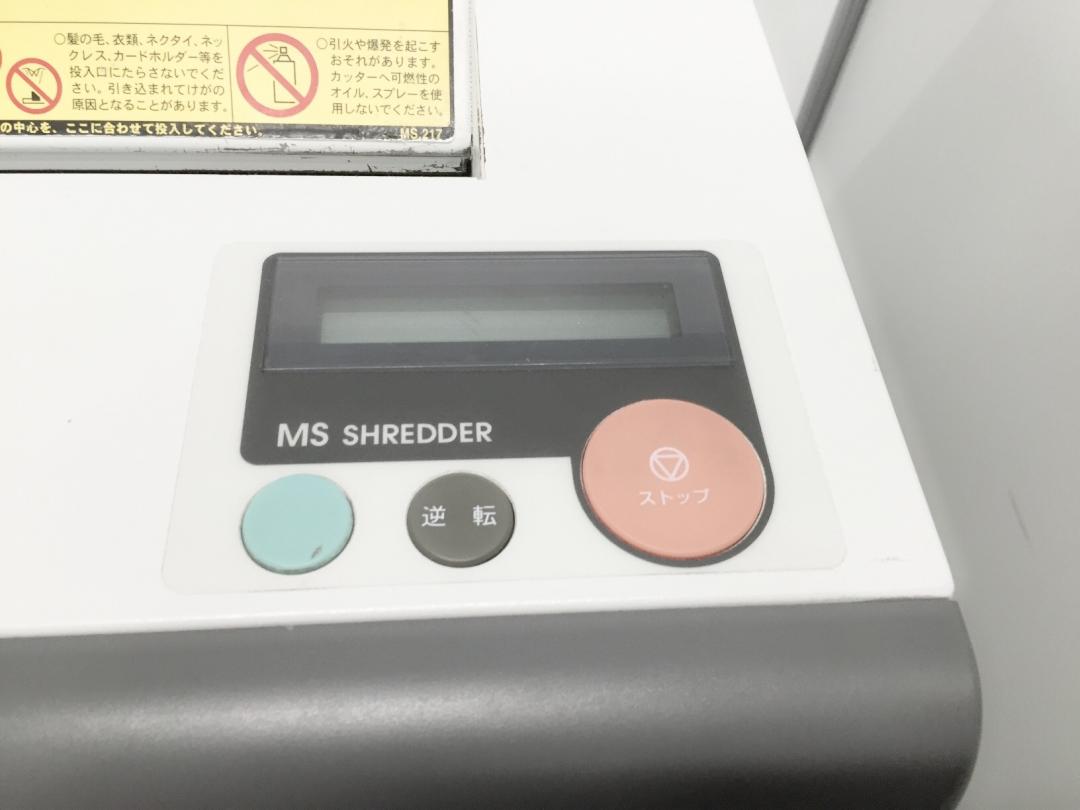 ○髪の毛、衣類、ネクタイ、ネッ
クレス、カードホルダー等を
投入口にたらさないでくだ
さい。引き込まれてけがの
原因となることがあります。
○引火や爆発を起こす
おそれがあります。
カッターへ可燃性の
オイル、スプレーを使
用しないでください。
の中心を、ここに合わせて投入してください。
MS.217
MS SHREDDER
逆 転
ストップ